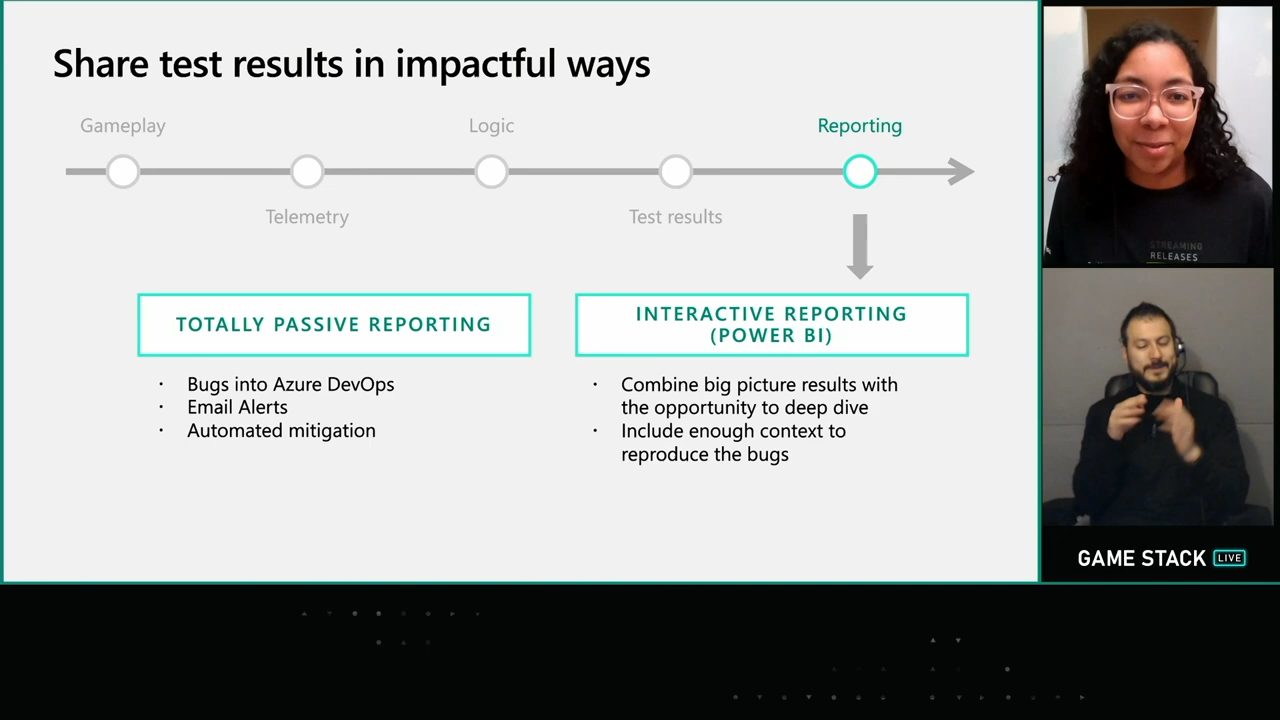 Share test results in impactful ways
Gameplay
Logic
Reporting
Telemetry
Test results
TOTALLY PASSIVE REPORTING
INTERACTIVE REPORTING
(POWER BI)
· Bugs into Azure DevOps
· Email Alerts
· Automated mitigation
· Combine big picture results with
the opportunity to deep dive
· Include enough context to
reproduce the bugs
STREAMING
RELEASES
GAME STACK LIVE